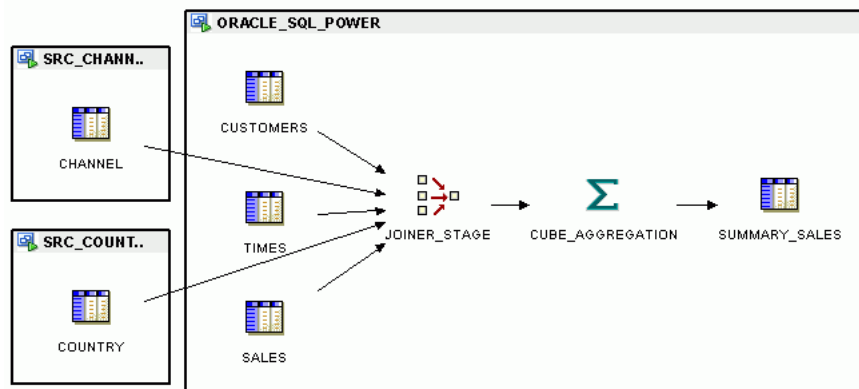 SRC_CHANN..
CHANNEL
SRC_COUNT..
COUNTRY
ORACLE_SQL_POWER
CUSTOMERS
TIMES
SALES
JOINER_STAGE
CUBE_AGGREGATION
SUMMARY_SALES